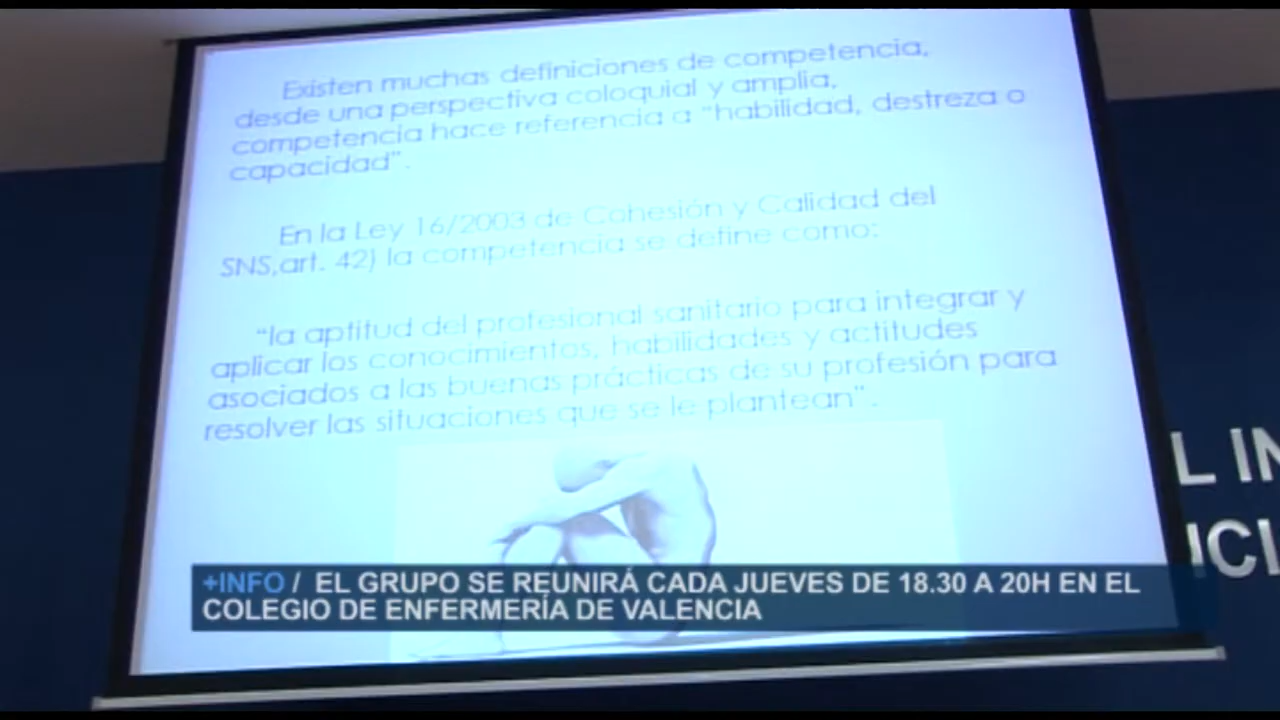 Existen muchas definiciones de competencia,
desde una perspectiva coloquial y amplia,
competencia hace referencia a "habilidad, destreza o
capacidad".
En la Ley 16/2003 de Cohesión y Calidad del
SNS,art. 42) la competencia se define como:
"la aptitud del profesional sanitario para integrar y
aplicar los conocimientos, habilidades y actitudes
asociados a las buenas prácticas de su profesión para
resolver las situaciones que se le plantean".
L IN
NCI
+INFO / EL GRUPO SE REUNIRÁ CADA JUEVES DE 18.30 A 20H EN EL
COLEGIO DE ENFERMERÍA DE VALENCIA